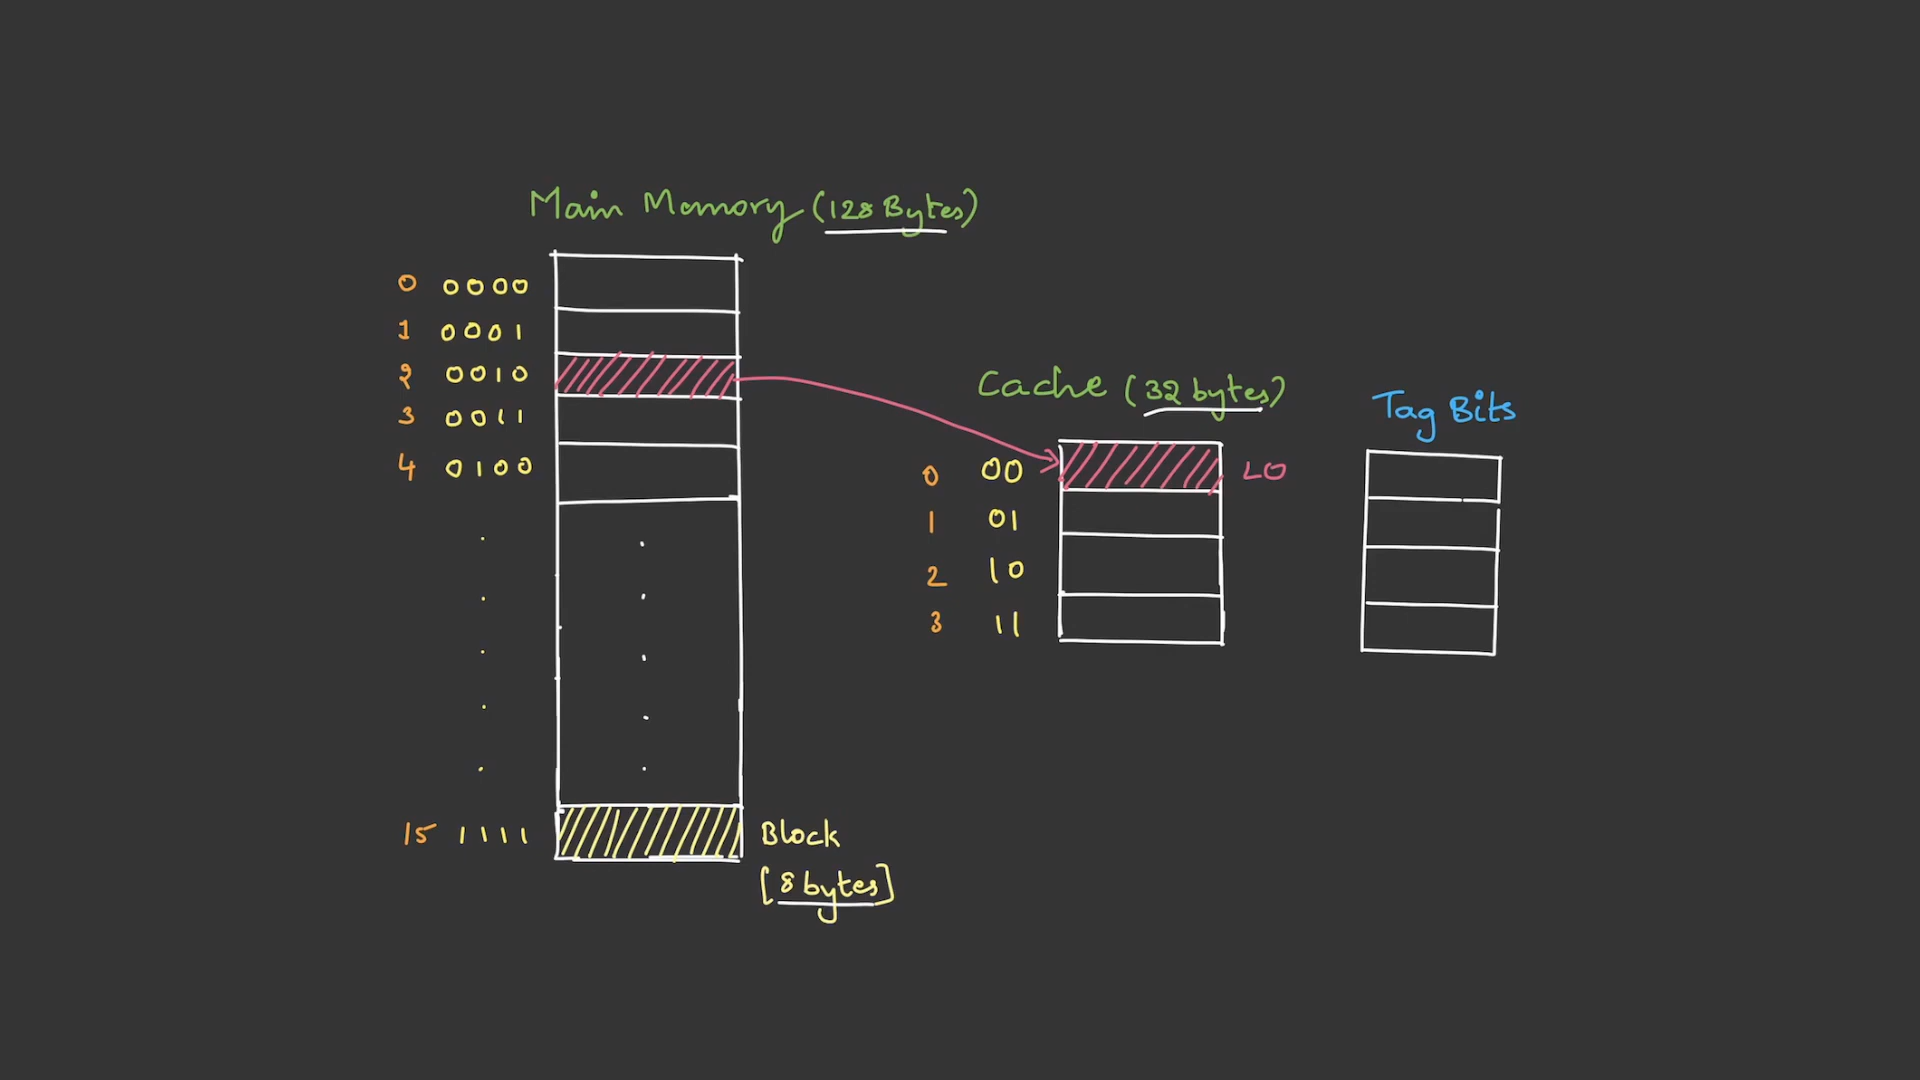 Main Memory (128 Bytes)
0 0000
1 0001
2 0010
3 0011
4 0100
15 1111
Block
[8 bytes]
Cache (32 bytes)
0 00
L0
1 01
2 10
3 11
Tag Bits